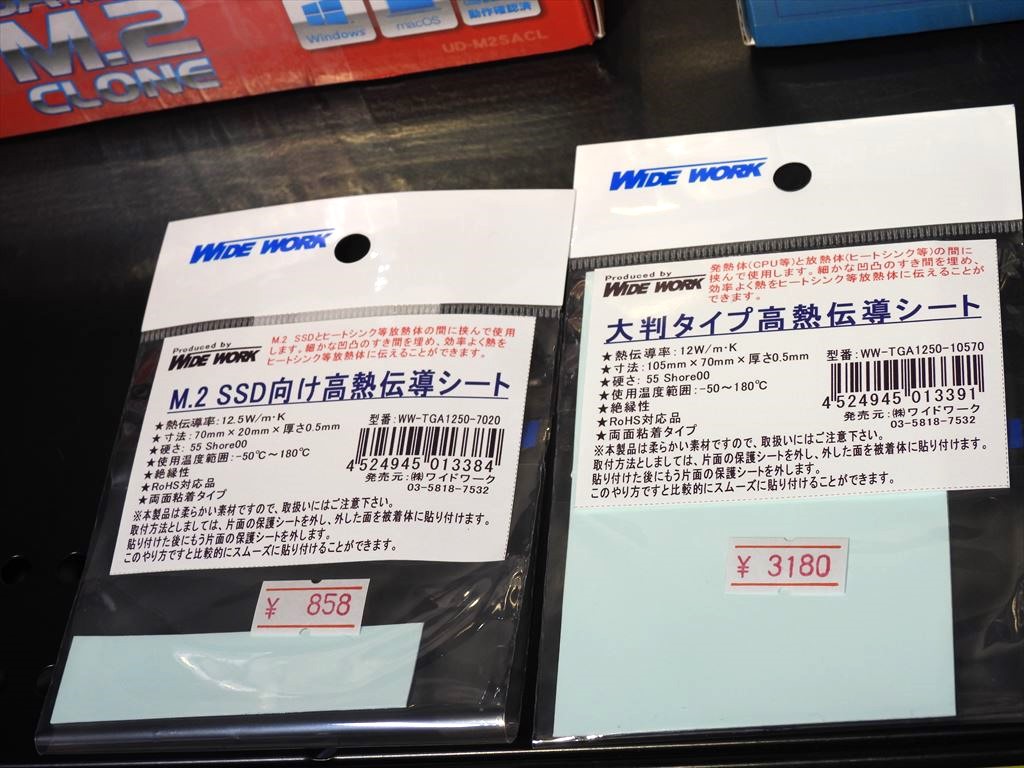 M.2
CLONE
Windows
macOS
動作確認済
UD-M2SACL
WIDE WORK
Produced by
WIDE WORK
M.2 SSDとヒートシンク等放熱体の間に挟んで使用
します。細かな凹凸のすき間を埋め、効率よく熱を
ヒートシンク等放熱体に伝えることができます。
M.2 SSD向け高熱伝導シート
★熱伝導率:12.5W/m・K
★寸法:70mm×20mm×厚さ0.5mm
★硬さ: 55 Shore00
★使用温度範囲:-50℃～180℃
★絶縁性
★RoHS対応品
★両面粘着タイプ
型番:WW-TGA1250-7020
4 524945 013384
発売元:㈱ワイドワーク
03-5818-7532
※本製品は柔らかい素材ですので、取扱いにはご注意下さい。
取付方法としましては、片面の保護シートを外し、外した面を被着体に貼り付けます。
貼り付けた後にもう片面の保護シートを外します。
このやり方ですと比較的にスムーズに貼り付けることができます。
¥ 858
WIDE WORK
Produced by
WIDE WORK
発熱体(CPU等)と放熱体(ヒートシンク等)の間に
挟んで使用します。細かな凹凸のすき間を埋め、
効率よく熱をヒートシンク等放熱体に伝えることが
できます。
大判タイプ高熱伝導シート
★熱伝導率:12W/m・K
★寸法:105mm×70mm×厚さ0.5mm
★硬さ: 55 Shore00
★使用温度範囲:-50～180℃
★絶縁性
★RoHS対応品
★両面粘着タイプ
型番:WW-TGA1250-10570
4 524945 013391
発売元:㈱ワイドワーク
03-5818-7532
※本製品は柔らかい素材ですので、取扱いにはご注意下さい。
取付方法としましては、片面の保護シートを外し、外した面を被着体に貼り付けます。
貼り付けた後にもう片面の保護シートを外します。
このやり方ですと比較的にスムーズに貼り付けることができます。
¥ 3180